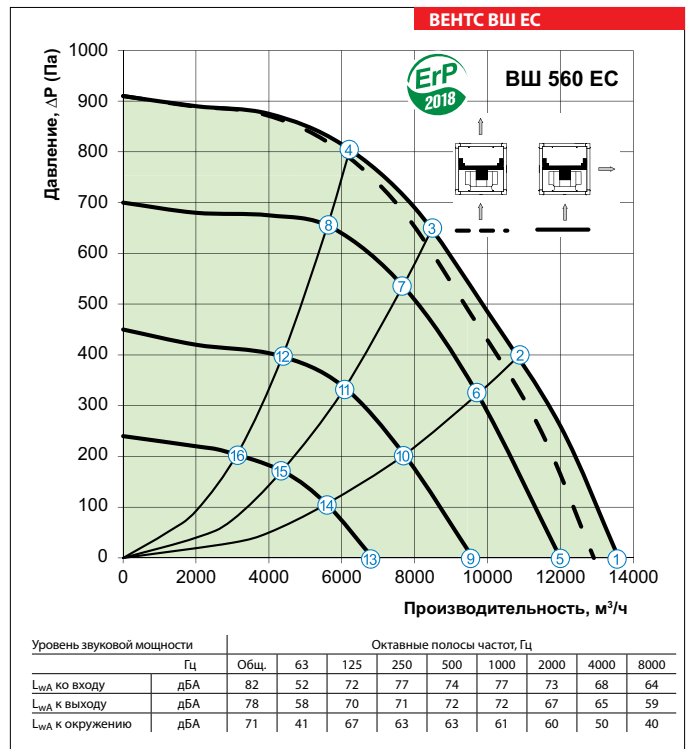 ВЕНТС ВШ ЕС
Давление, ΔP (Па)
1000
900
800
700
600
500
400
300
200
100
0
ErP
2018
ВШ 560 ЕС
4
3
8
7
2
12
11
6
16
15
10
14
13
9
5
1
0 2000 4000 6000 8000 10000 12000 14000
Производительность, м³/ч
Уровень звуковой мощности Октавные полосы частот, Гц
Гц Общ. 63 125 250 500 1000 2000 4000 8000
LwA ко входу дБА 82 52 72 77 74 77 73 68 64
LwA к выходу дБА 78 58 70 71 72 72 67 65 59
LwA к окружению дБА 71 41 67 63 63 61 60 50 40